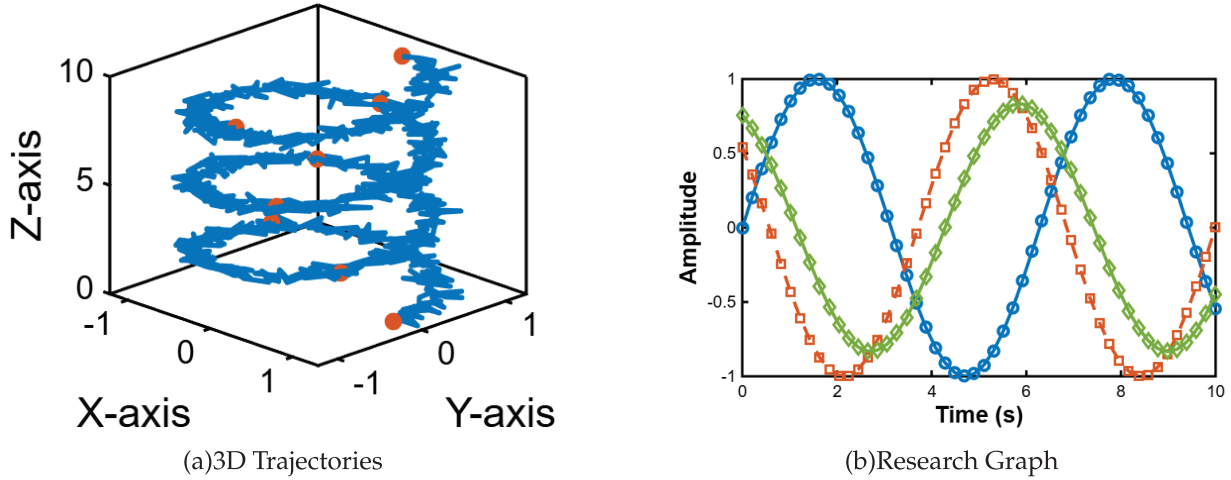 10
5
0
Z-axis
-1
0
1
X-axis
-1
0
1
Y-axis
(a)3D Trajectories
1
0.5
0
-0.5
-1
Amplitude
0
2
4
6
8
10
Time (s)
(b)Research Graph